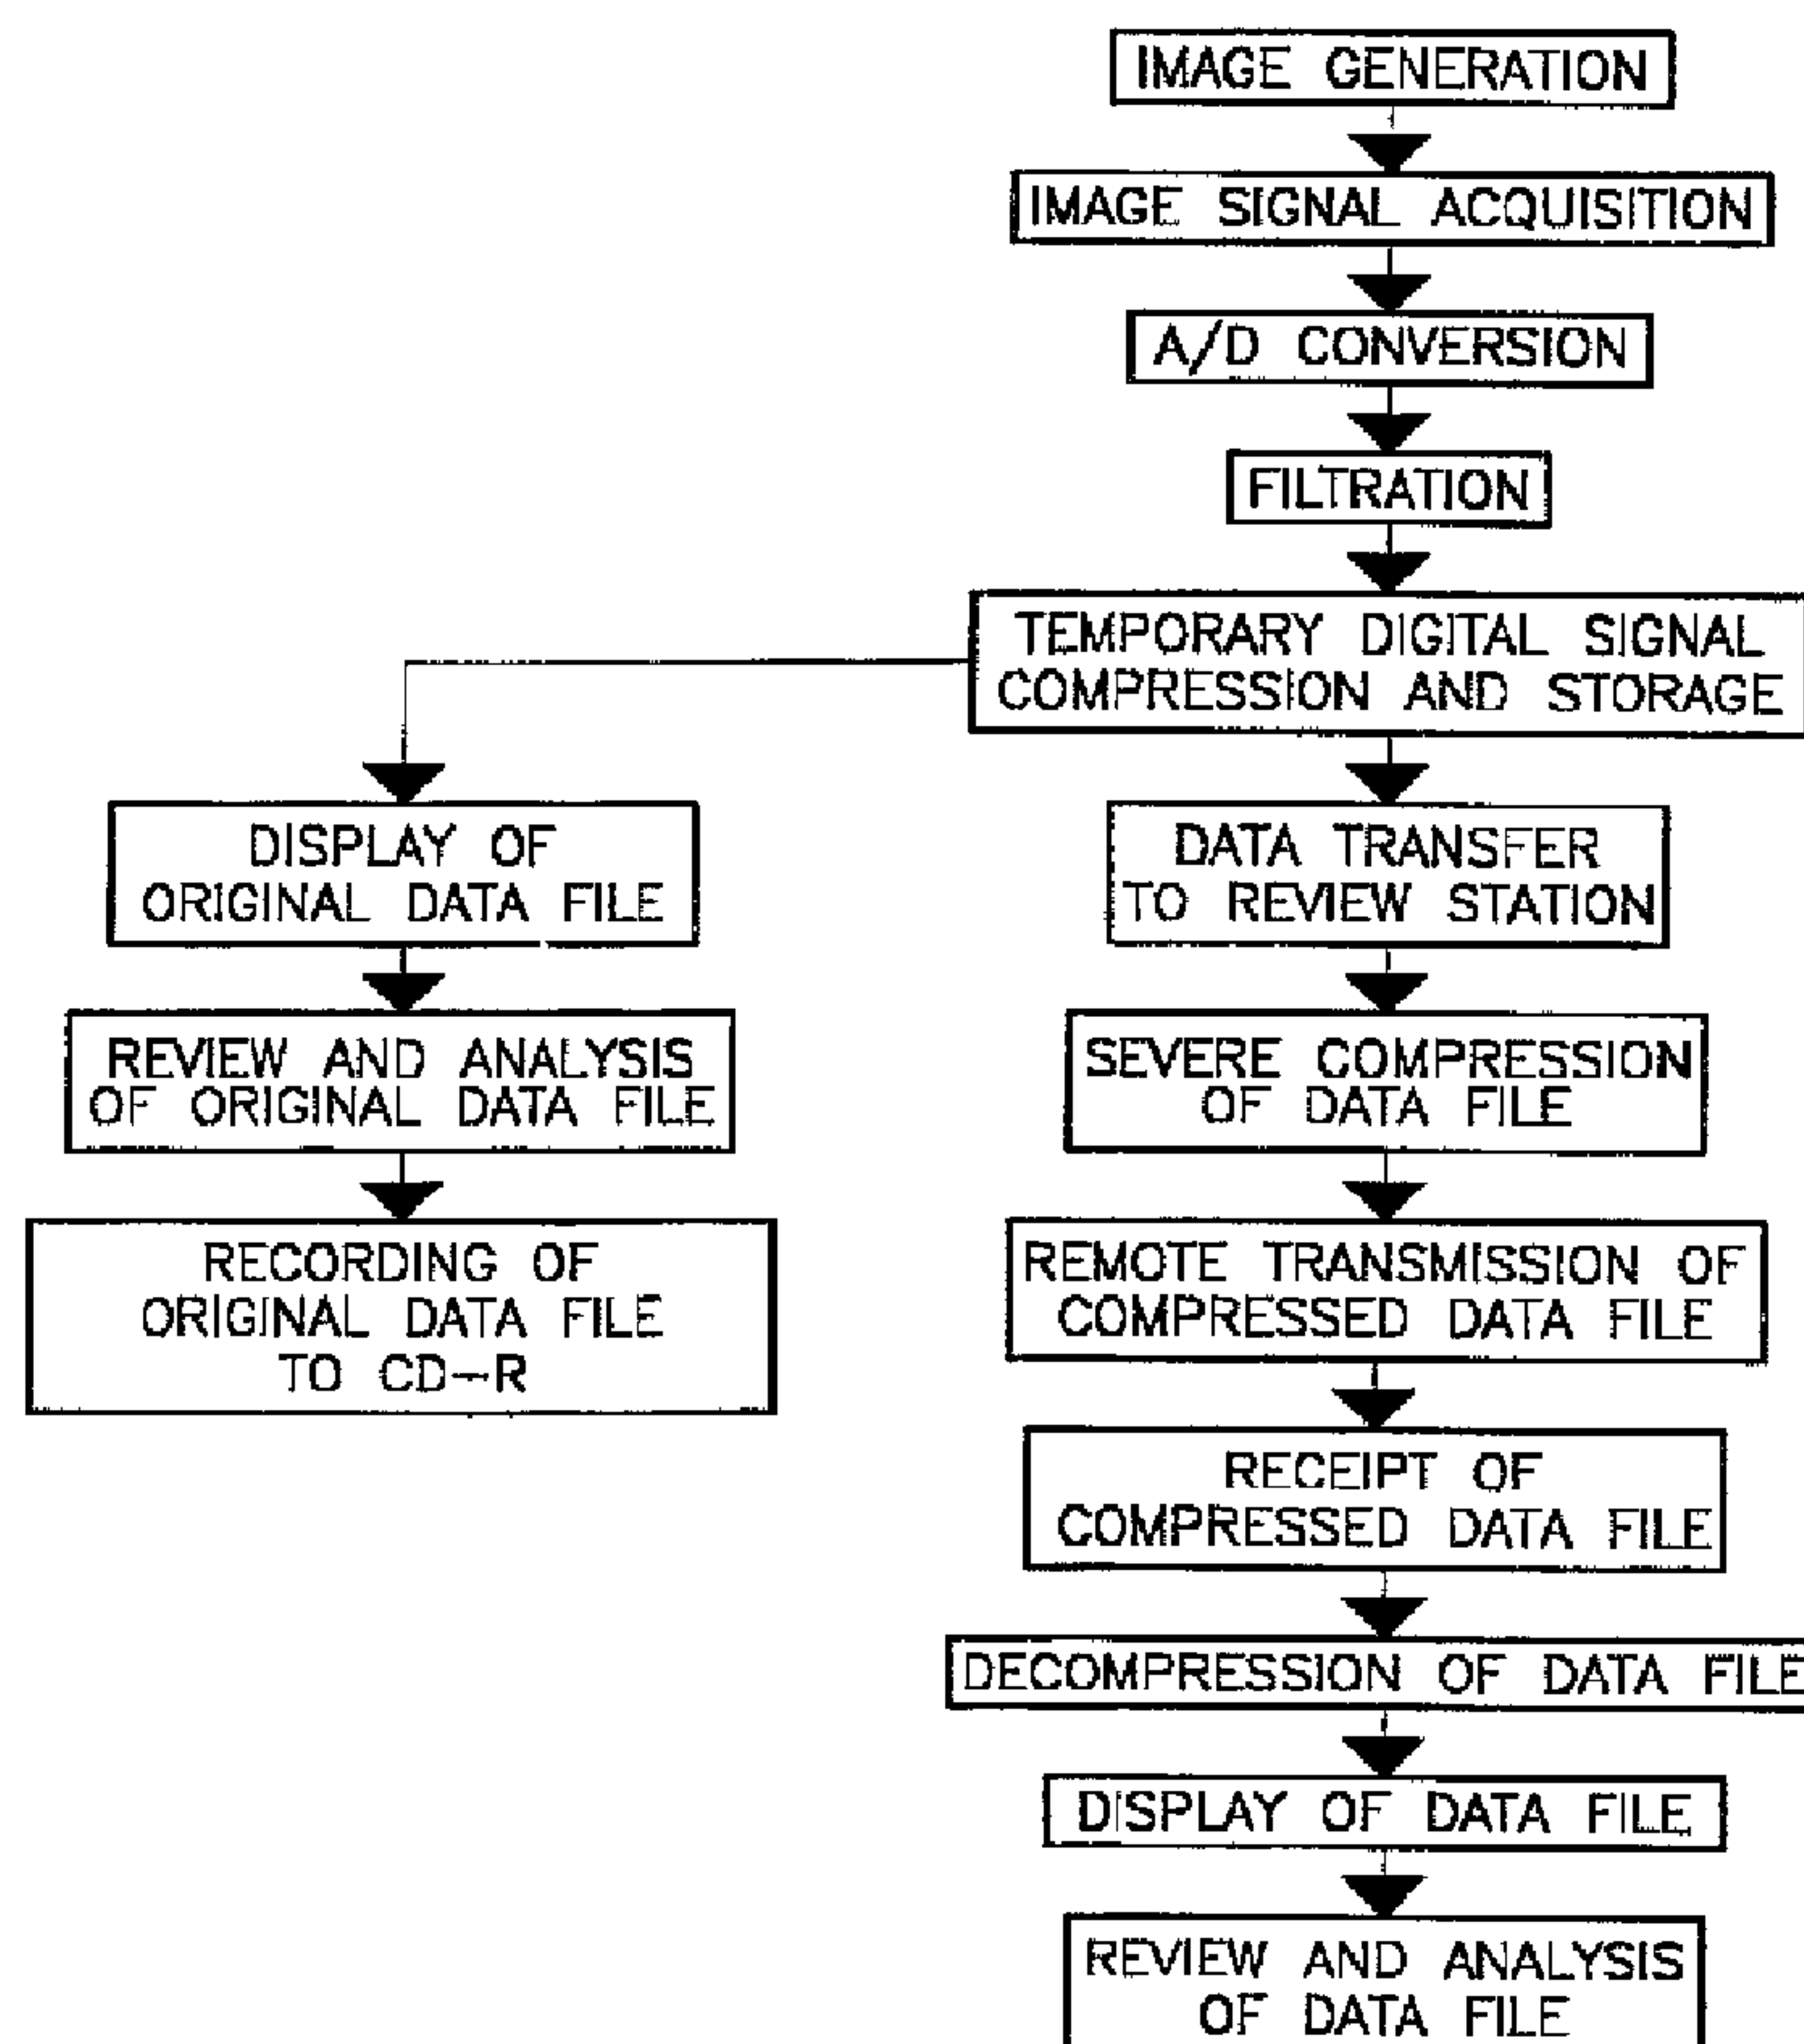 IMAGE GENERATION
IMAGE SIGNAL ACQUISITION
A/D CONVERSION
FILTRATION
TEMPORARY DIGITAL SIGNAL
COMPRESSION AND STORAGE
DISPLAY OF
ORIGINAL DATA FILE
REVIEW AND ANALYSIS
OF ORIGINAL DATA FILE
RECORDING OF
ORIGINAL DATA FILE
TO CD-R
DATA TRANSFER
TO REVIEW STATION
SEVERE COMPRESSION
OF DATA FILE
REMOTE TRANSMISSION OF
COMPRESSED DATA FILE
RECEIPT OF
COMPRESSED DATA FILE
DECOMPRESSION OF DATA FILE
DISPLAY OF DATA FILE
REVIEW AND ANALYSIS
OF DATA FILE